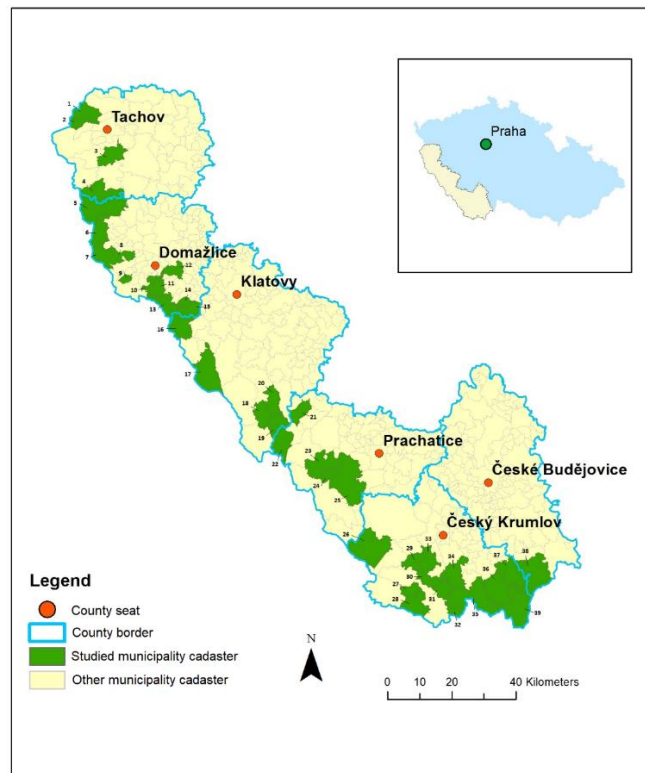 Praha
1
2
Tachov
3
4
5
6
7
8
9
10
11
12
13
14
15
Domažlice
Klatovy
16
17
18
19
20
21
22
23
24
25
26
Prachatice
České Budějovice
Český Krumlov
27
28
29
30
31
32
33
34
35
36
37
38
39
Legend
County seat
County border
Studied municipality cadaster
Other municipality cadaster
N
0 10 20 40 Kilometers